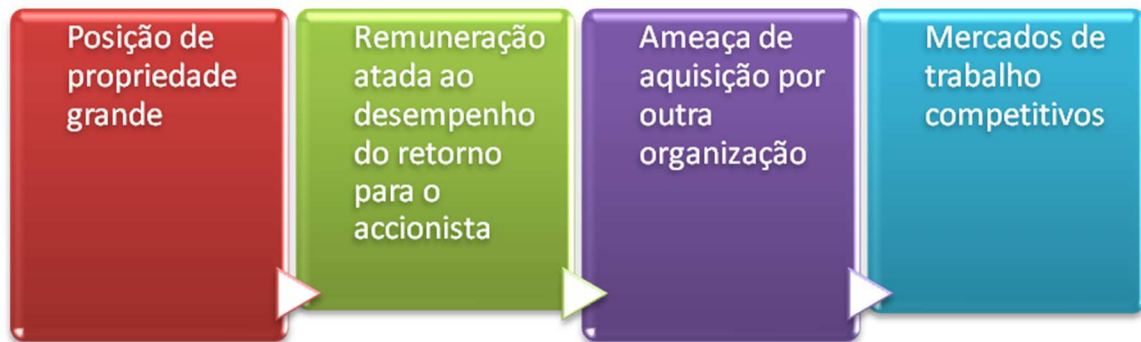 Posição de
propriedade
grande
Remuneração
atada ao
desempenho
do retorno
para o
accionista
Ameaça de
aquisição por
outra
organização
Mercados de
trabalho
competitivos